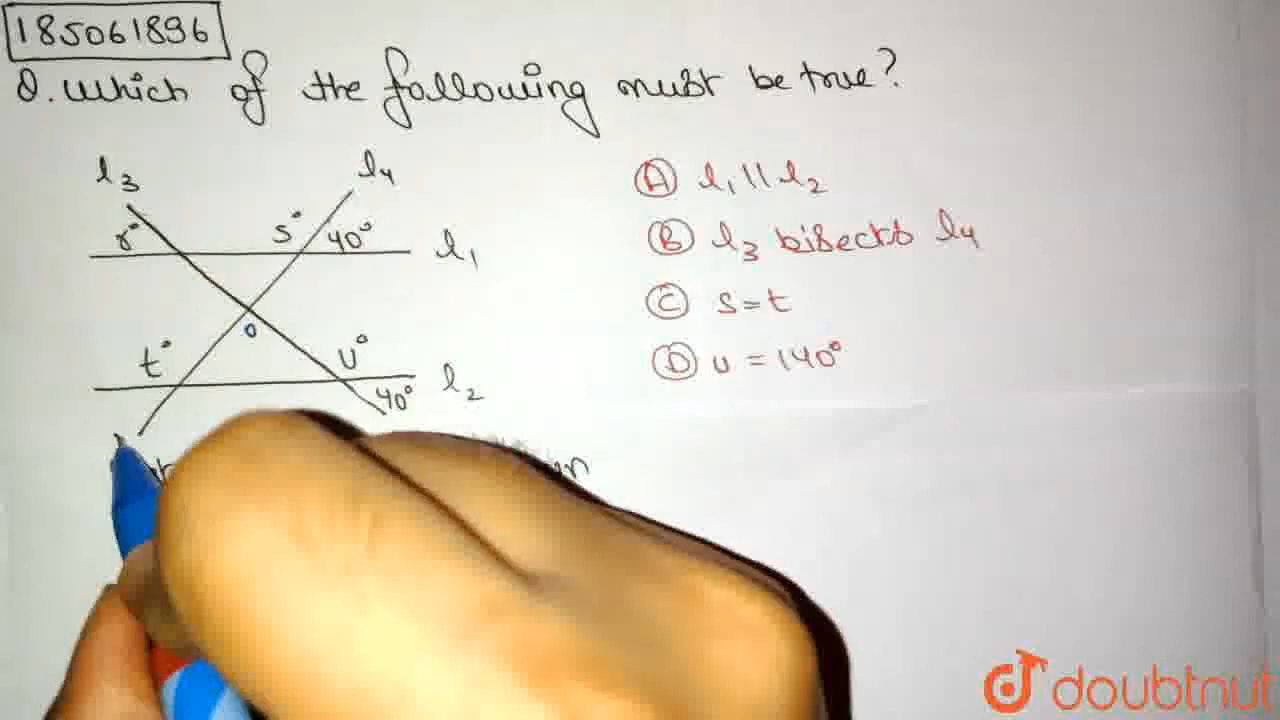 185061896
Q. Which of the following must be true?
l3
l4
r°
s°
40°
l1
o
t°
u°
40°
l2
(A) l1 || l2
(B) l3 bisects l4
(C) s=t
(D) u = 140°
doubtnut